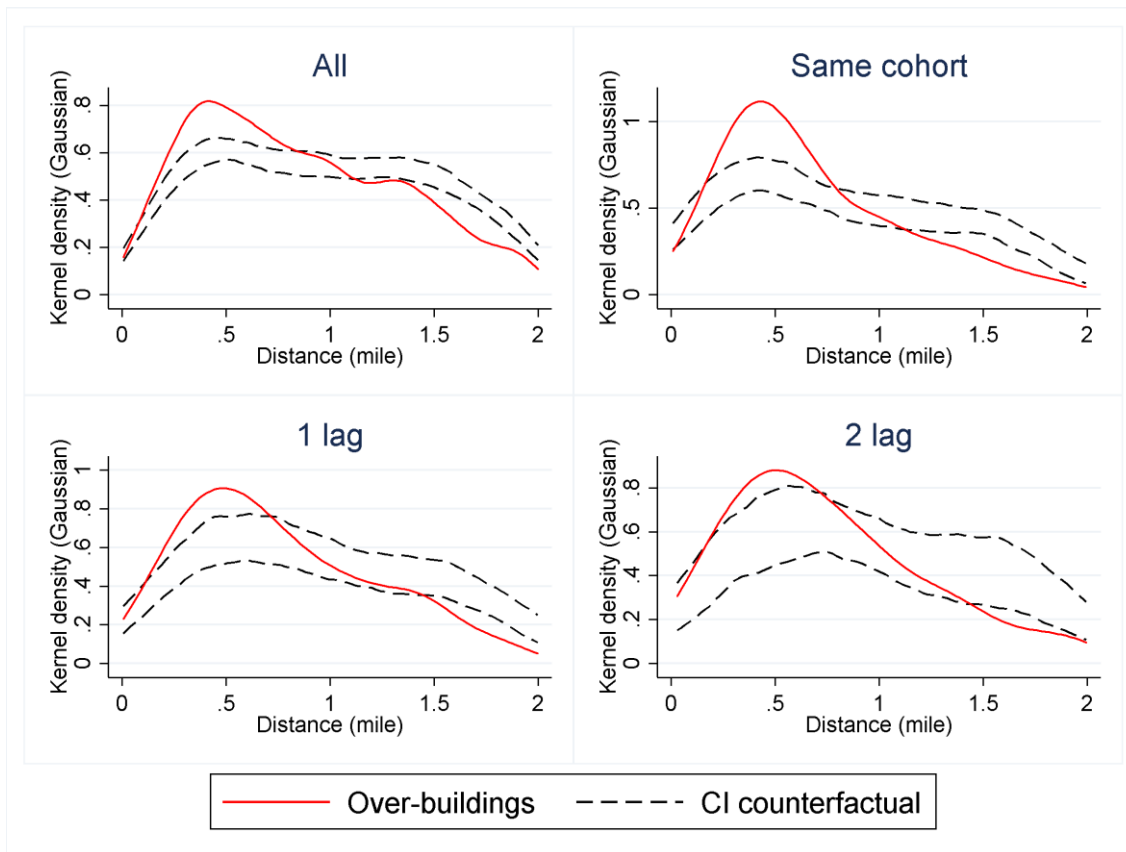 All
Kernel density (Gaussian)
0 .2 .4 .6 .8
0 .5 1 1.5 2
Distance (mile)
Same cohort
Kernel density (Gaussian)
0 .5 1
0 .5 1 1.5 2
Distance (mile)
1 lag
Kernel density (Gaussian)
0 .2 .4 .6 .8 1
0 .5 1 1.5 2
Distance (mile)
2 lag
Kernel density (Gaussian)
0 .2 .4 .6 .8
0 .5 1 1.5 2
Distance (mile)
Over-buildings CI counterfactual